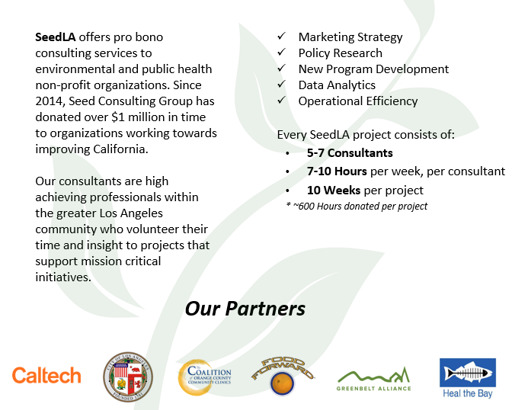 SeedLA offers pro bono
consulting services to
environmental and public health
non-profit organizations. Since
2014, Seed Consulting Group has
donated over $1 million in time
to organizations working towards
improving California.
Our consultants are high
achieving professionals within
the greater Los Angeles
community who volunteer their
time and insight to projects that
support mission critical
initiatives.
✓ Marketing Strategy
✓ Policy Research
✓ New Program Development
✓ Data Analytics
✓ Operational Efficiency
Every SeedLA project consists of:
• 5-7 Consultants
• 7-10 Hours per week, per consultant
• 10 Weeks per project
* ~600 Hours donated per project
Our Partners
Caltech
COALITION
ORANGE COUNTY
COMMUNITY CLINICS
FOOD
FORWARD
GREENBELT ALLIANCE
Heal the Bay